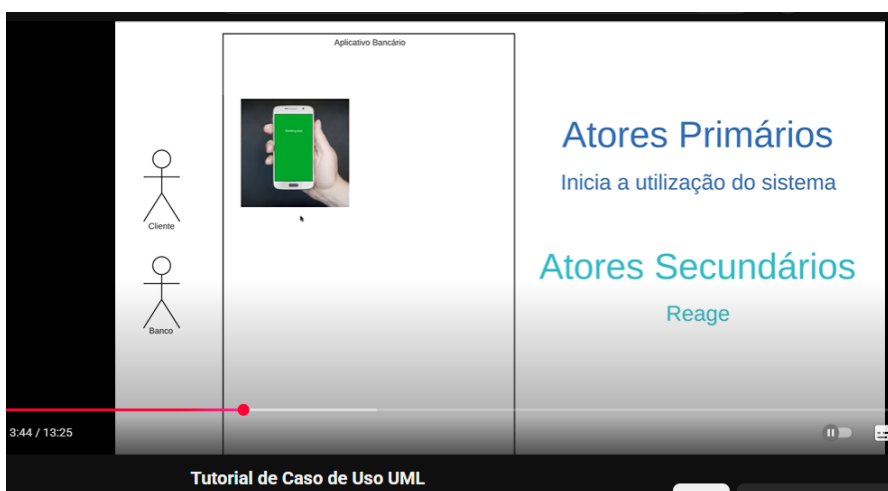 Aplicativo Bancário
Cliente
Banco
Atores Primários
Inicia a utilização do sistema
Atores Secundários
Reage
3:44 / 13:25
Tutorial de Caso de Uso UML